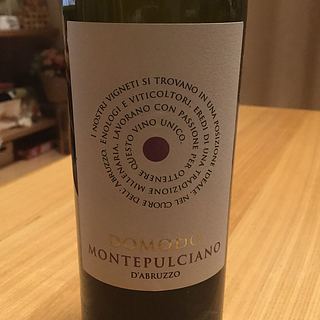 I NOSTRI VIGNETI SI TROVANO IN UNA POSIZIONE IDEALE, NEL CUORE DELL'ABRUZZO. ENOLOGI E VITICOLTORI, EREDI DI UNA TRADIZIONE MILLENARIA, LAVORANO CON PASSIONE PER OTTENERE QUESTO VINO UNICO.
DOMODO
MONTEPULCIANO
D'ABRUZZO